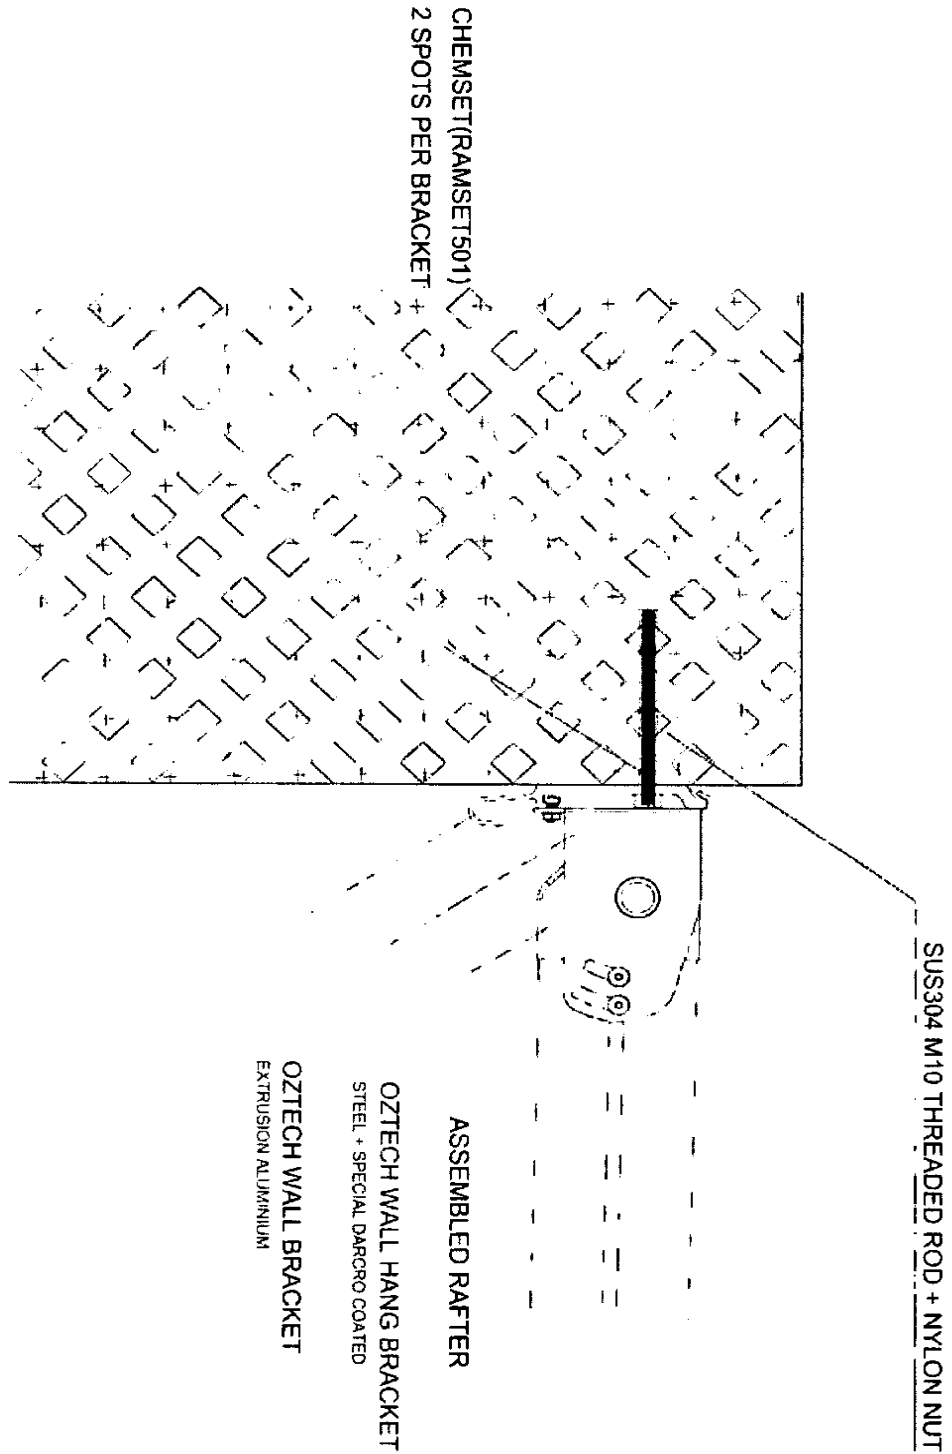 SUS304 M10 THREADED ROD + NYLON NUT
CHEMSET(RAMSET501)
2 SPOTS PER BRACKET
ASSEMBLED RAFTER
OZTECH WALL HANG BRACKET
STEEL + SPECIAL DARCRO COATED
OZTECH WALL BRACKET
EXTRUSION ALUMINIUM